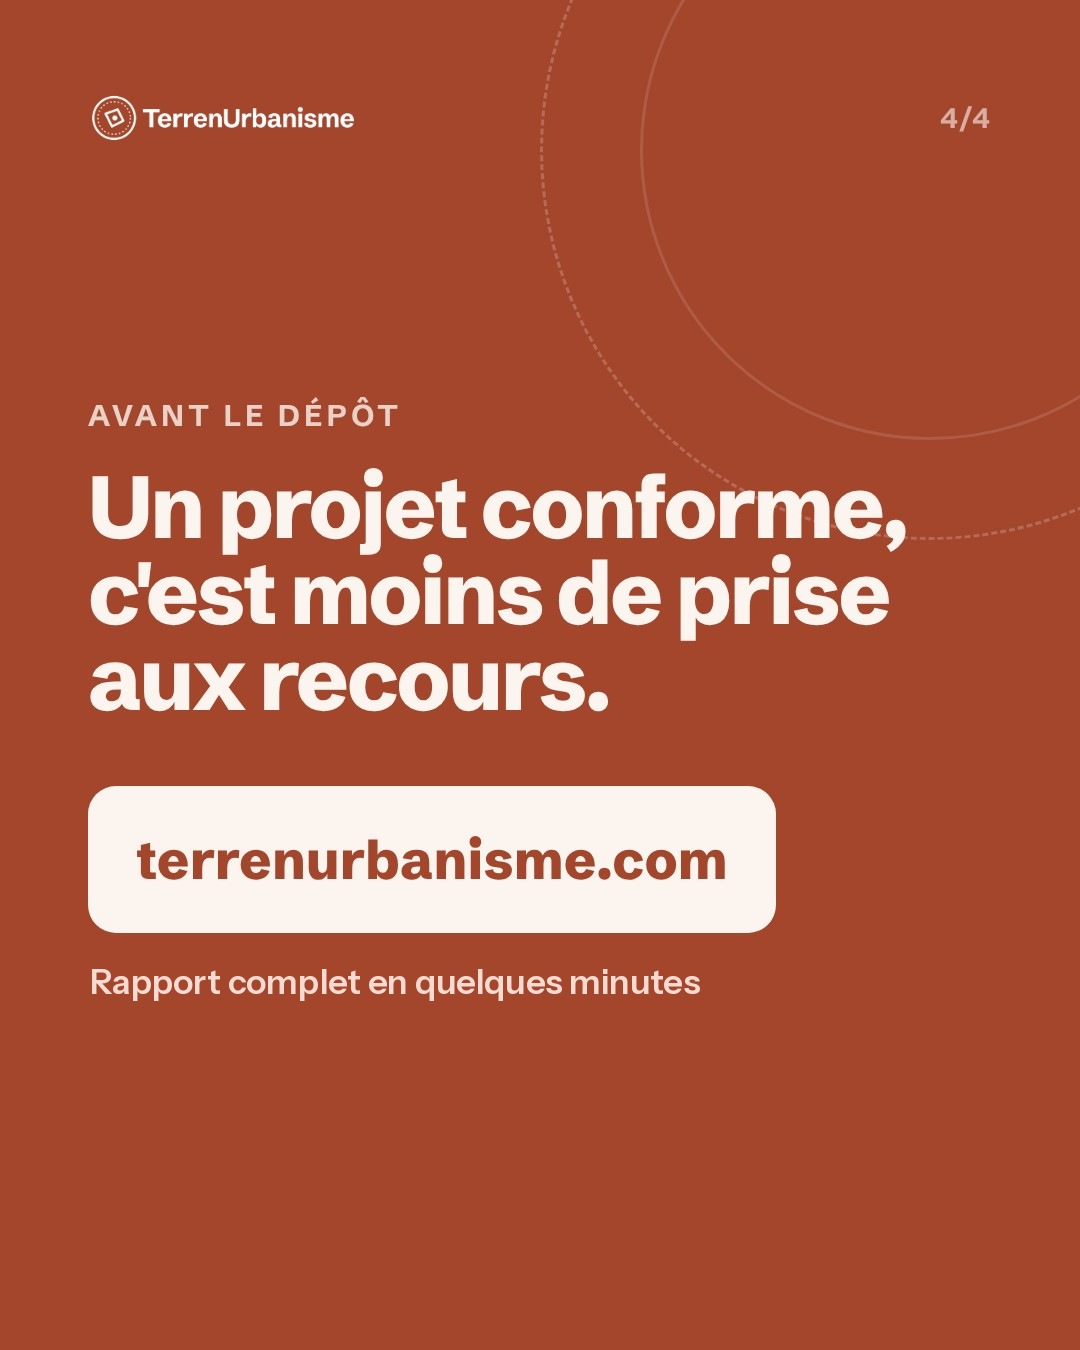 TerrenUrbanisme
4/4
AVANT LE DÉPÔT
Un projet conforme,
c'est moins de prise
aux recours.
terrenurbanisme.com
Rapport complet en quelques minutes